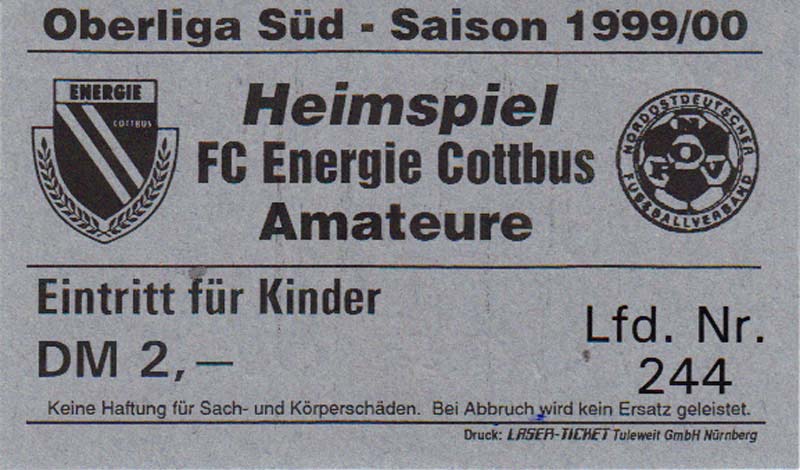 Oberliga Süd - Saison 1999/00
ENERGIE
COTTBUS
Heimspiel
FC Energie Cottbus
Amateure
NORDOSTDEUTSCHER
NOFV
FUßBALLVERBAND
Eintritt für Kinder
DM 2,—
Lfd. Nr.
244
Keine Haftung für Sach- und Körperschäden. Bei Abbruch wird kein Ersatz geleistet.
Druck: LASER-TICKET Tuleweit GmbH Nürnberg